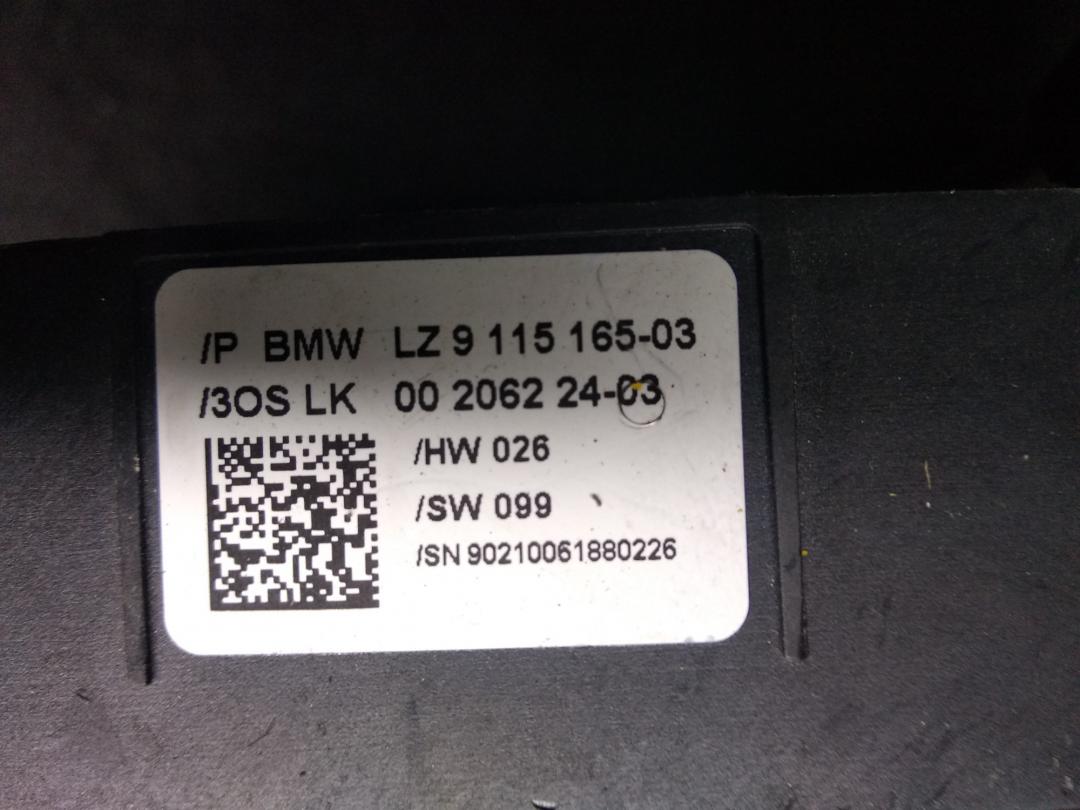 /P BMW LZ 9 115 165-03
/3OS LK 00 2062 24-03
/HW 026
/SW 099
/SN 90210061880226